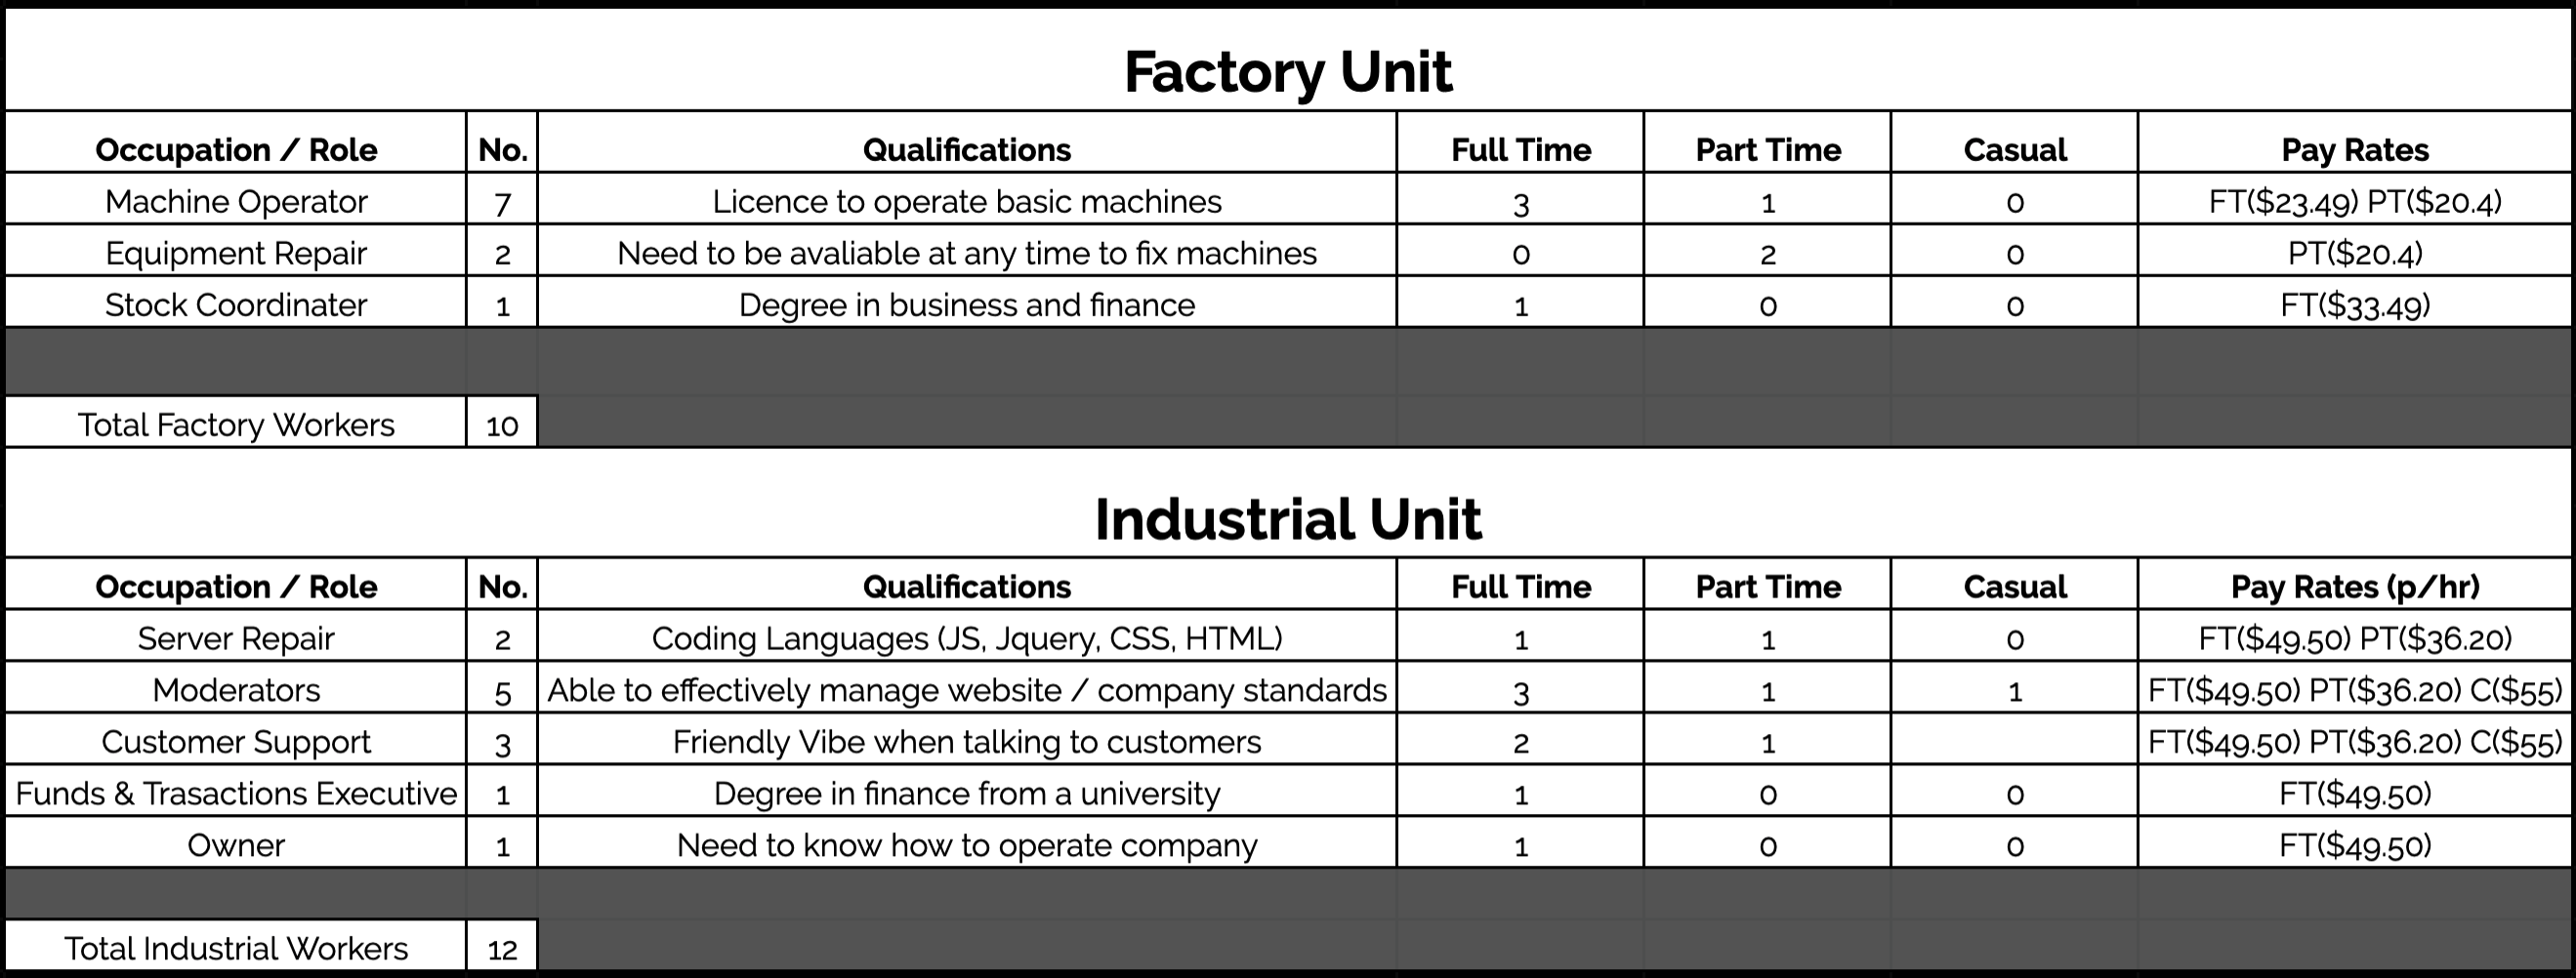 Factory Unit
Occupation / Role No. Qualifications Full Time Part Time Casual Pay Rates
Machine Operator 7 Licence to operate basic machines 3 1 0 FT($23.49) PT($20.4)
Equipment Repair 2 Need to be avaliable at any time to fix machines 0 2 0 PT($20.4)
Stock Coordinater 1 Degree in business and finance 1 0 0 FT($33.49)
Total Factory Workers 10
Industrial Unit
Occupation / Role No. Qualifications Full Time Part Time Casual Pay Rates (p/hr)
Server Repair 2 Coding Languages (JS, Jquery, CSS, HTML) 1 1 0 FT($49.50) PT($36.20)
Moderators 5 Able to effectively manage website / company standards 3 1 1 FT($49.50) PT($36.20) C($55)
Customer Support 3 Friendly Vibe when talking to customers 2 1 FT($49.50) PT($36.20) C($55)
Funds & Trasactions Executive 1 Degree in finance from a university 1 0 0 FT($49.50)
Owner 1 Need to know how to operate company 1 0 0 FT($49.50)
Total Industrial Workers 12